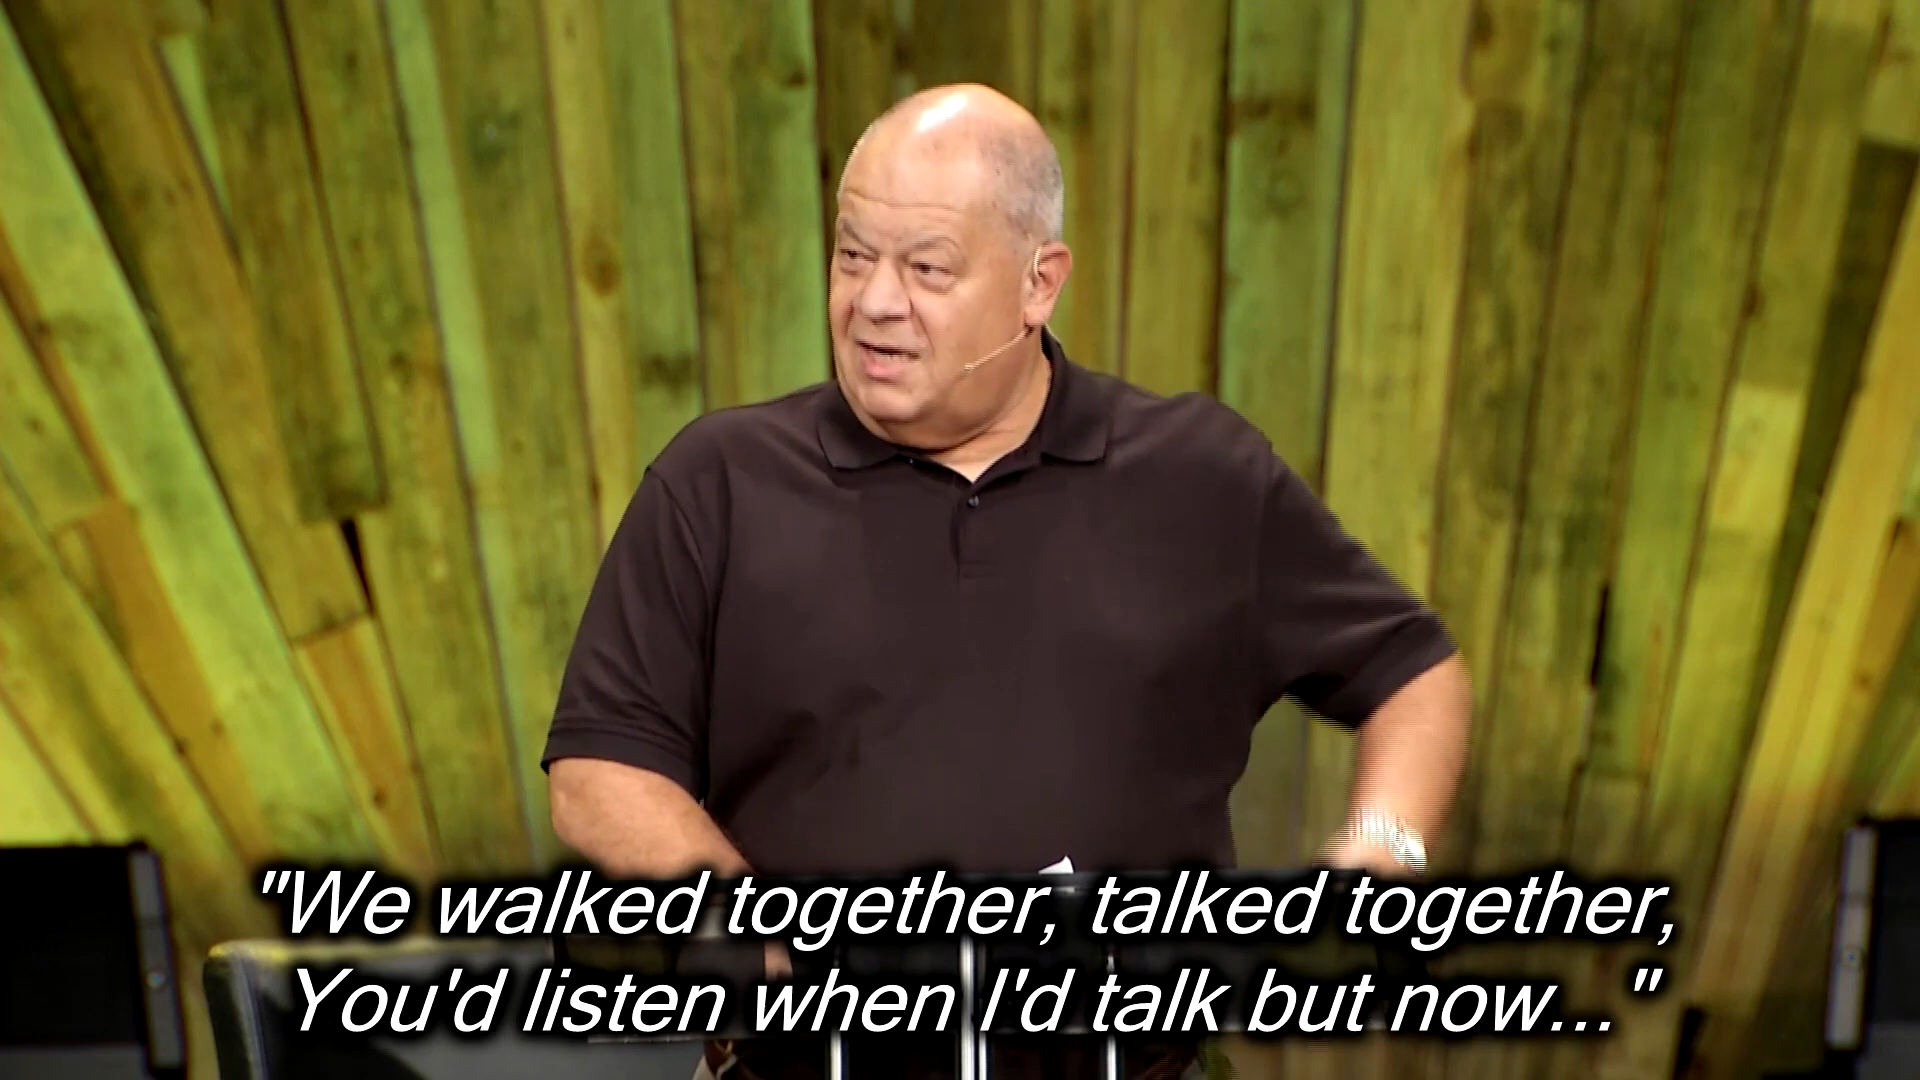 "We walked together, talked together,
You'd listen when I'd talk but now..."